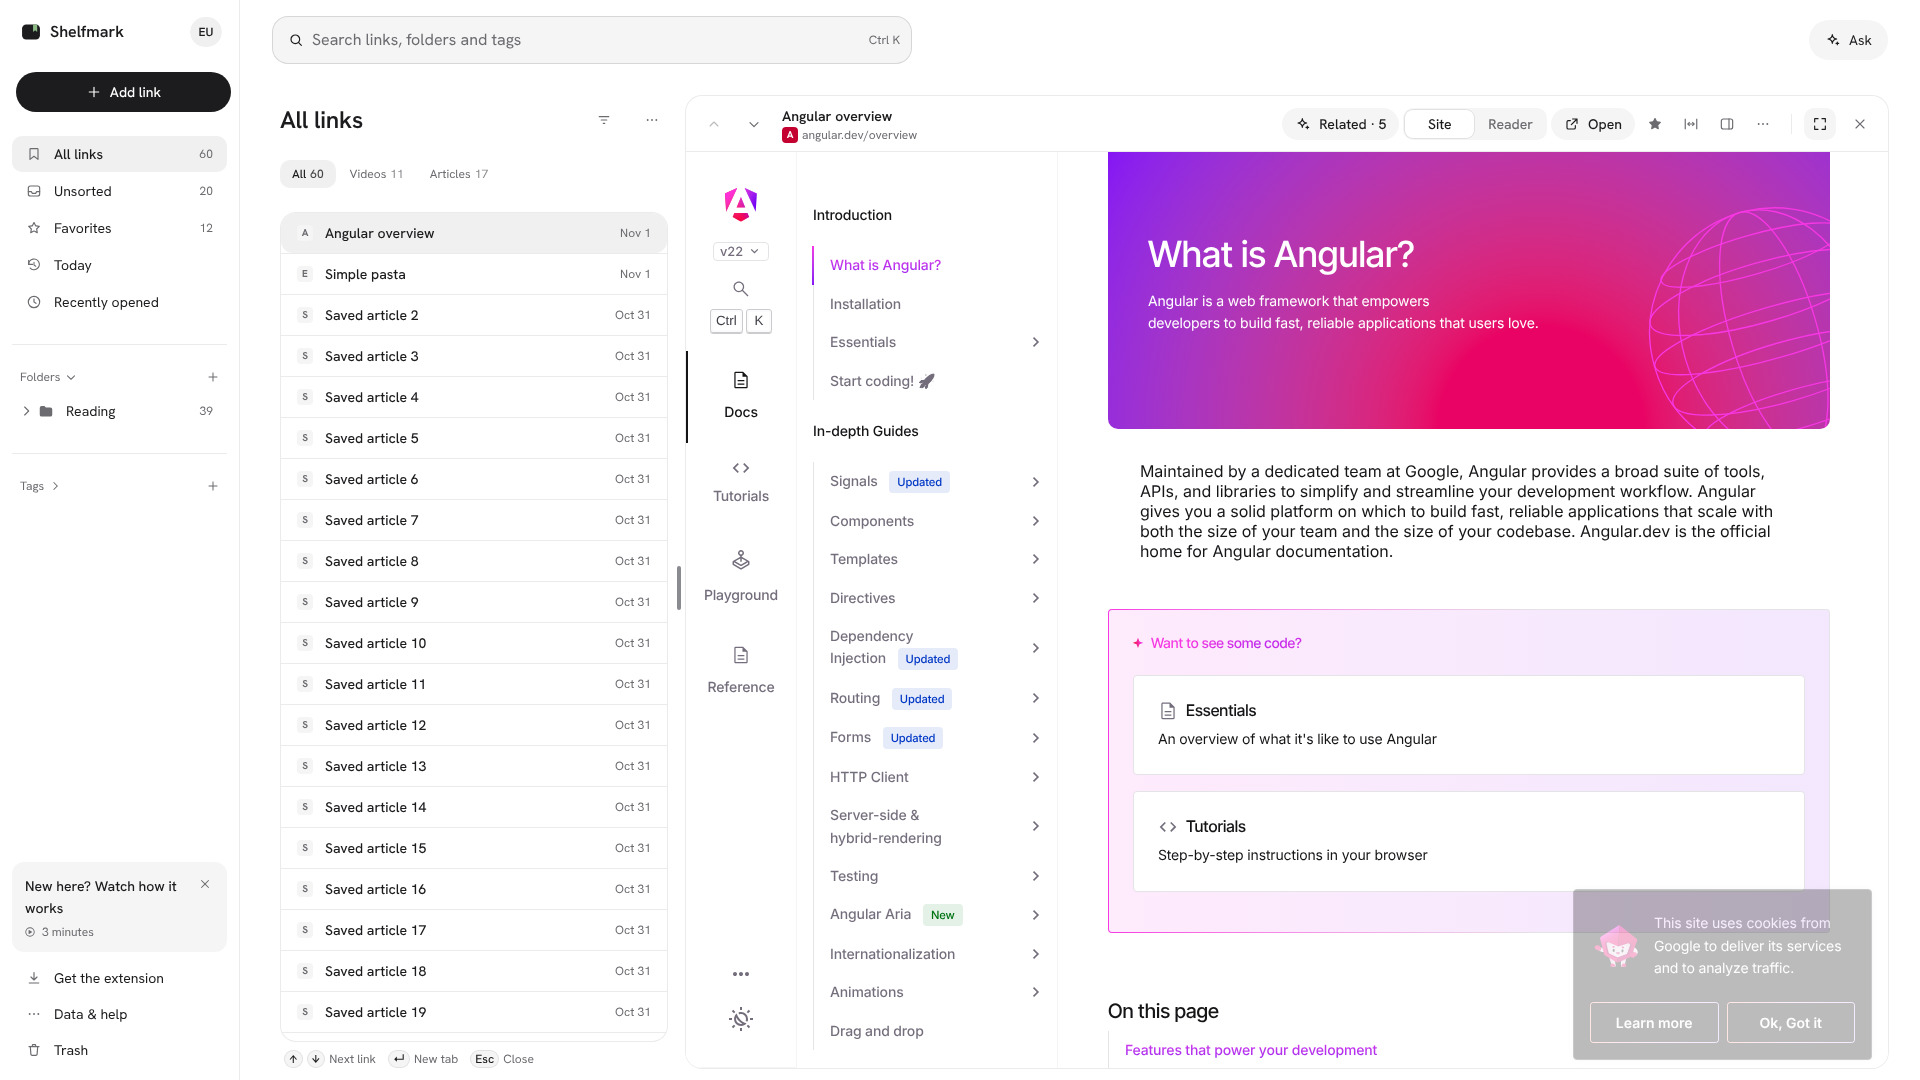 Shelfmark
EU
Add link
All links 60
Unsorted 20
Favorites 12
Today
Recently opened
Folders
Reading 39
Tags
New here? Watch how it
works
3 minutes
Get the extension
Data & help
Trash
Search links, folders and tags Ctrl K
Ask
All links
All 60 Videos 11 Articles 17
A Angular overview Nov 1
E Simple pasta Nov 1
S Saved article 2 Oct 31
S Saved article 3 Oct 31
S Saved article 4 Oct 31
S Saved article 5 Oct 31
S Saved article 6 Oct 31
S Saved article 7 Oct 31
S Saved article 8 Oct 31
S Saved article 9 Oct 31
S Saved article 10 Oct 31
S Saved article 11 Oct 31
S Saved article 12 Oct 31
S Saved article 13 Oct 31
S Saved article 14 Oct 31
S Saved article 15 Oct 31
S Saved article 16 Oct 31
S Saved article 17 Oct 31
S Saved article 18 Oct 31
S Saved article 19 Oct 31
Next link New tab Esc Close
Angular overview
A angular.dev/overview
Related · 5 Site Reader Open
v22
Ctrl K
Docs
Tutorials
Playground
Reference
Introduction
What is Angular?
Installation
Essentials
Start coding!
In-depth Guides
Signals Updated
Components
Templates
Directives
Dependency
Injection Updated
Routing Updated
Forms Updated
HTTP Client
Server-side &
hybrid-rendering
Testing
Angular Aria New
Internationalization
Animations
Drag and drop
What is Angular?
Angular is a web framework that empowers
developers to build fast, reliable applications that users love.
Maintained by a dedicated team at Google, Angular provides a broad suite of tools,
APIs, and libraries to simplify and streamline your development workflow. Angular
gives you a solid platform on which to build fast, reliable applications that scale with
both the size of your team and the size of your codebase. Angular.dev is the official
home for Angular documentation.
Want to see some code?
Essentials
An overview of what it's like to use Angular
Tutorials
Step-by-step instructions in your browser
On this page
Features that power your development
This site uses cookies from
Google to deliver its services
and to analyze traffic.
Learn more Ok, Got it